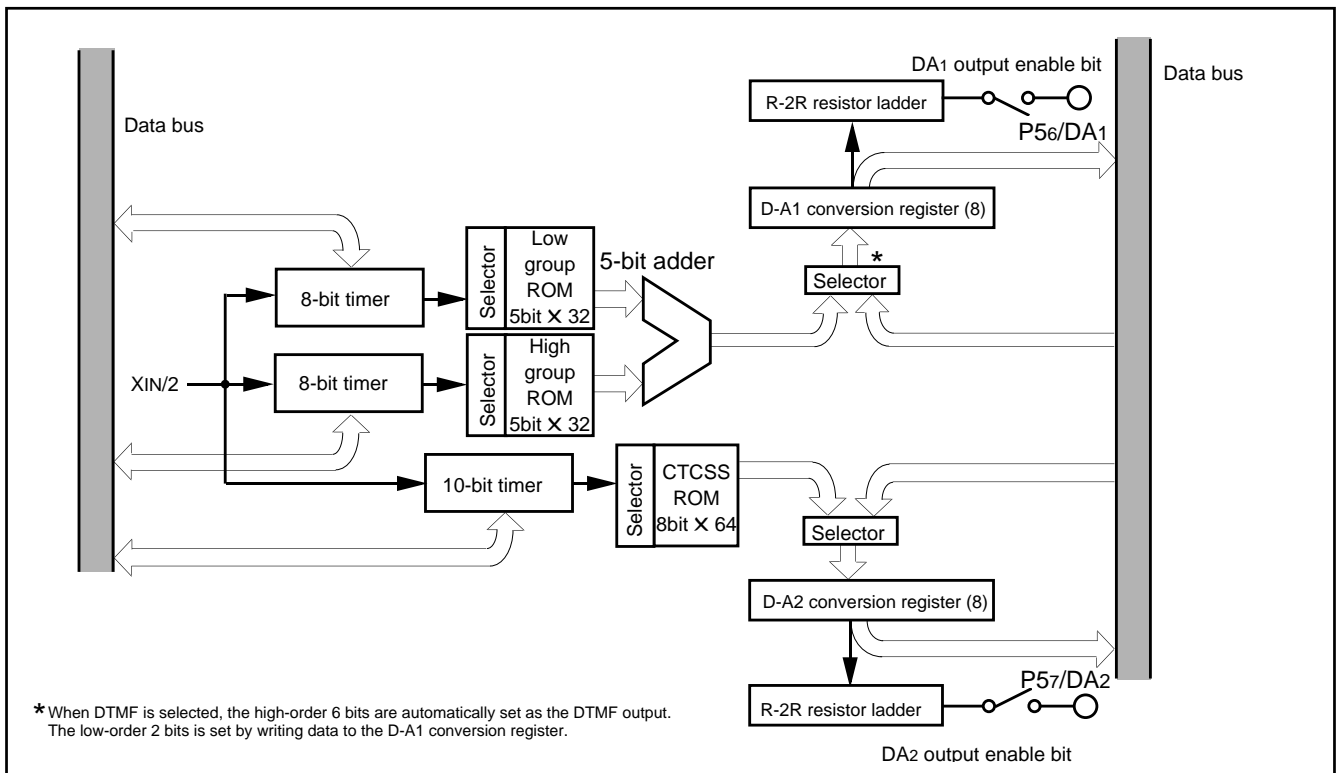 DA1 output enable bit
Data bus
R-2R resistor ladder
Data bus
P56/DA1
D-A1 conversion register (8)
*
Selector
Selector
Low
group
ROM
5bit X 32
5-bit adder
8-bit timer
XIN/2
8-bit timer
Selector
High
group
ROM
5bit X 32
10-bit timer
Selector
CTCSS
ROM
8bit X 64
Selector
D-A2 conversion register (8)
P57/DA2
R-2R resistor ladder
DA2 output enable bit
* When DTMF is selected, the high-order 6 bits are automatically set as the DTMF output.
The low-order 2 bits is set by writing data to the D-A1 conversion register.